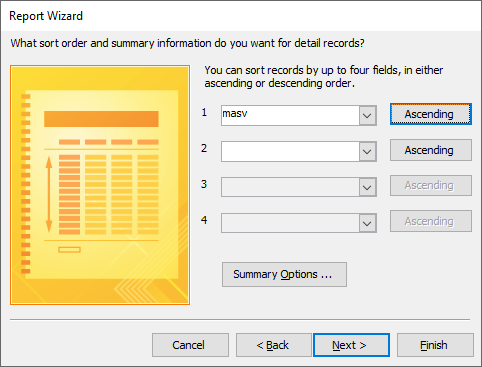 Report Wizard
What sort order and summary information do you want for detail records?
You can sort records by up to four fields, in either
ascending or descending order.
1 masv Ascending
2 Ascending
3 Ascending
4 Ascending
Summary Options ...
Cancel < Back Next > Finish